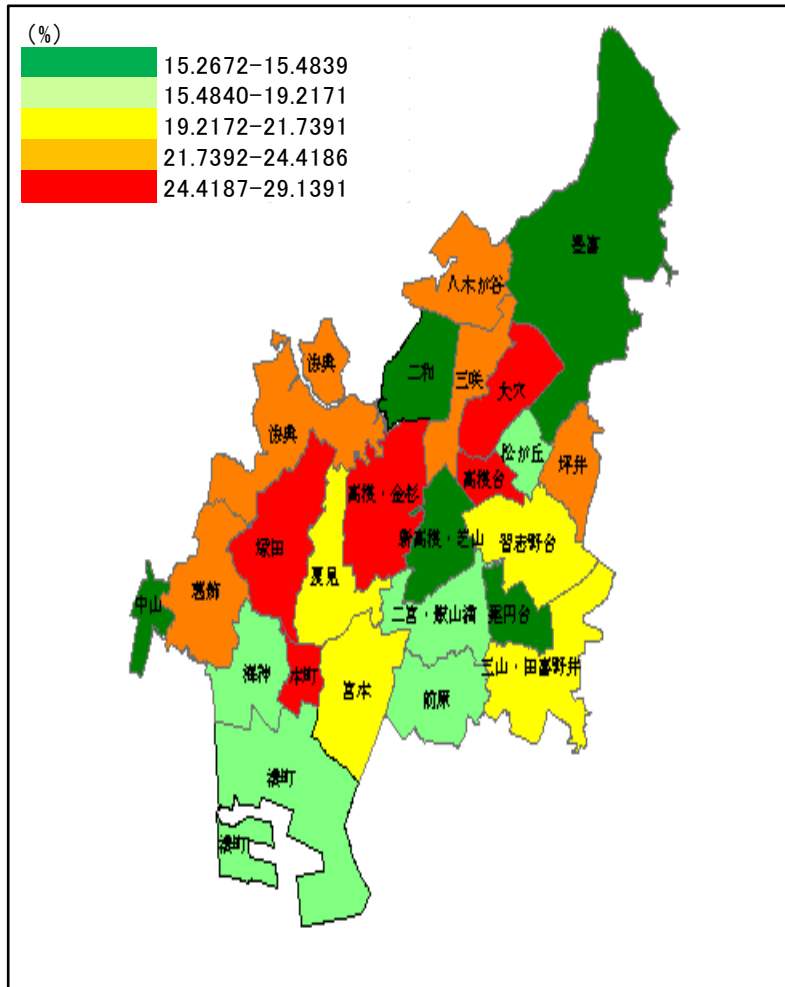 (%)
15.2672-15.4839
15.4840-19.2171
19.2172-21.7391
21.7392-24.4186
24.4187-29.1391
豊富
八木が谷
法典
二和
三咲
大穴
法典
松が丘
坪井
高根・金杉
高根台
塚田
新高根・芝山
習志野台
夏見
葛飾
中山
二宮・飯山満
薬円台
三山・田喜野井
海神
本町
宮本
前原
湊町
湊町